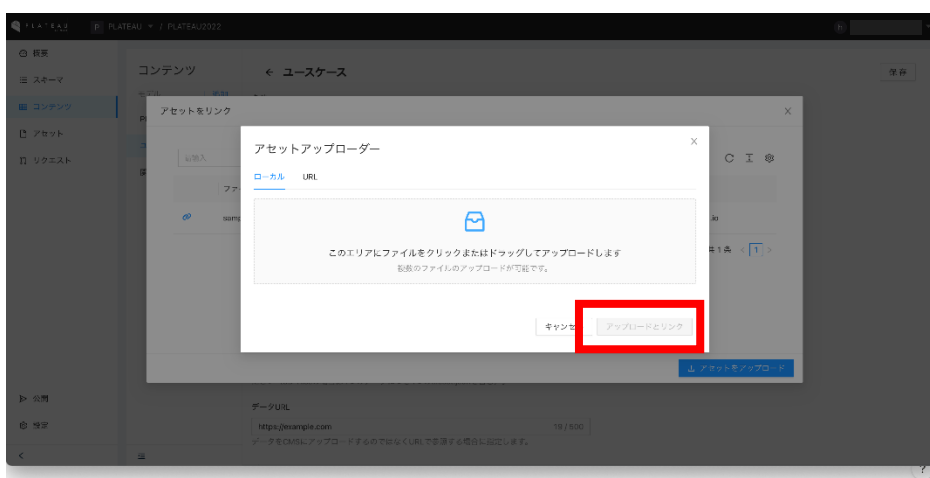 PLATEAU
P PLATEAU / PLATEAU2022
概要
スキーマ
コンテンツ
アセット
リクエスト
公開
設定
コンテンツ
← ユースケース
保存
アセットをリンク
アセットアップローダー
ローカル URL
このエリアにファイルをクリックまたはドラッグしてアップロードします
複数のファイルのアップロードが可能です。
アップロードとリンク
共 1 条 < 1 >
アセットをアップロード
データURL
https://example.com
19 / 500
データをCMSにアップロードするのではなくURLで登録する場合に設定します。
?